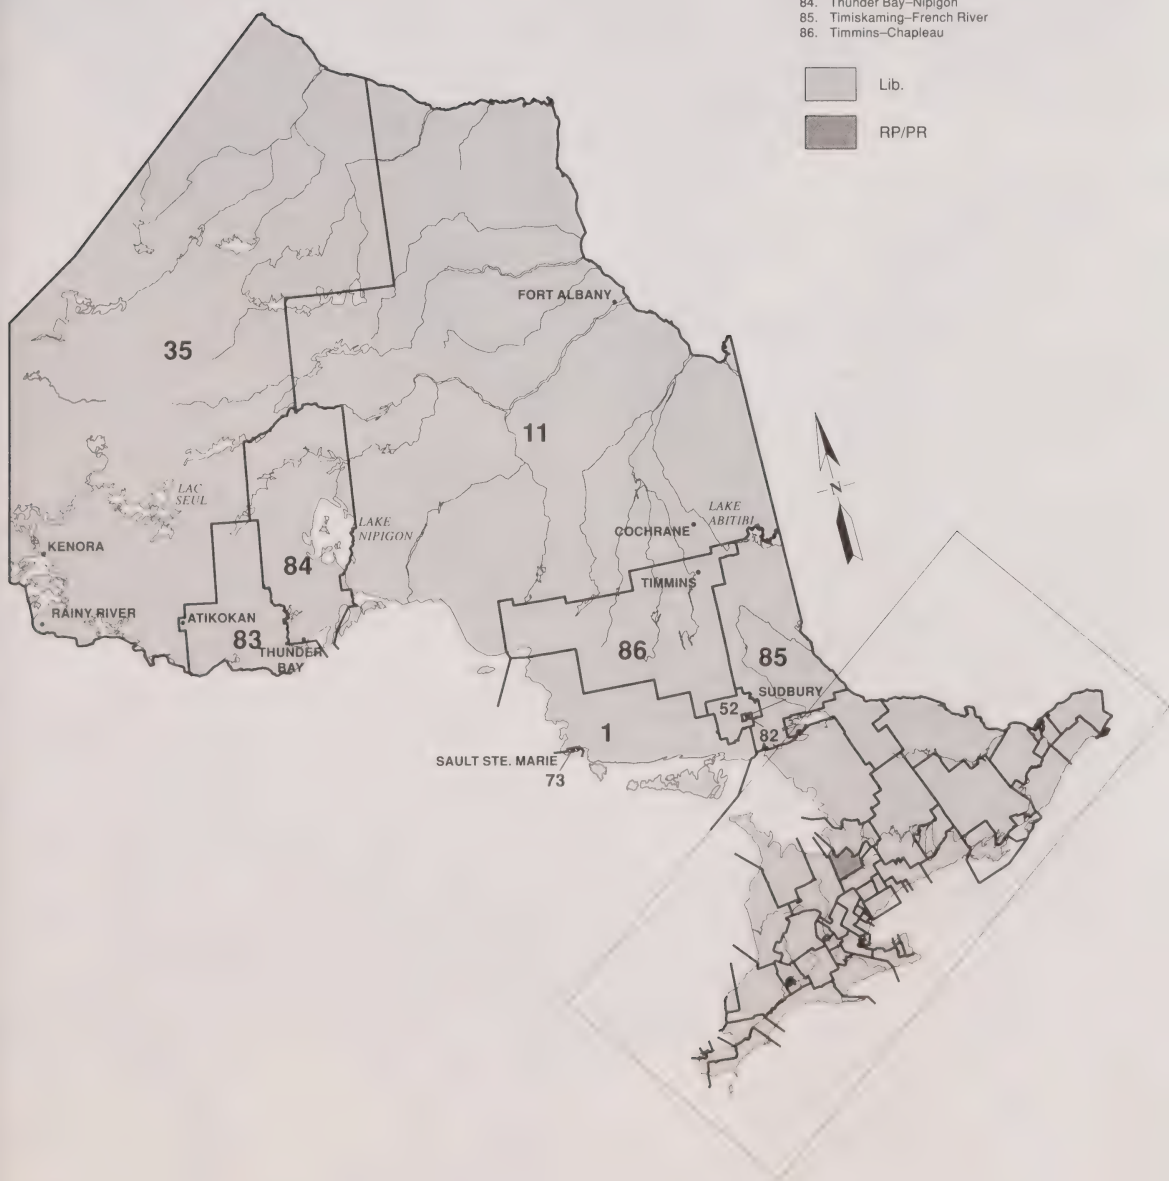 84. Thunder Bay–Nipigon
85. Timiskaming–French River
86. Timmins–Chapleau
Lib.
RP/PR
FORT ALBANY
35
11
LAC
SEUL
LAKE
NIPIGON
LAKE
ABITIBI
COCHRANE
N
KENORA
84
TIMMINS
RAINY RIVER
ATIKOKAN
83
THUNDER
BAY
86
85
SUDBURY
52
1
82
SAULT STE. MARIE
73